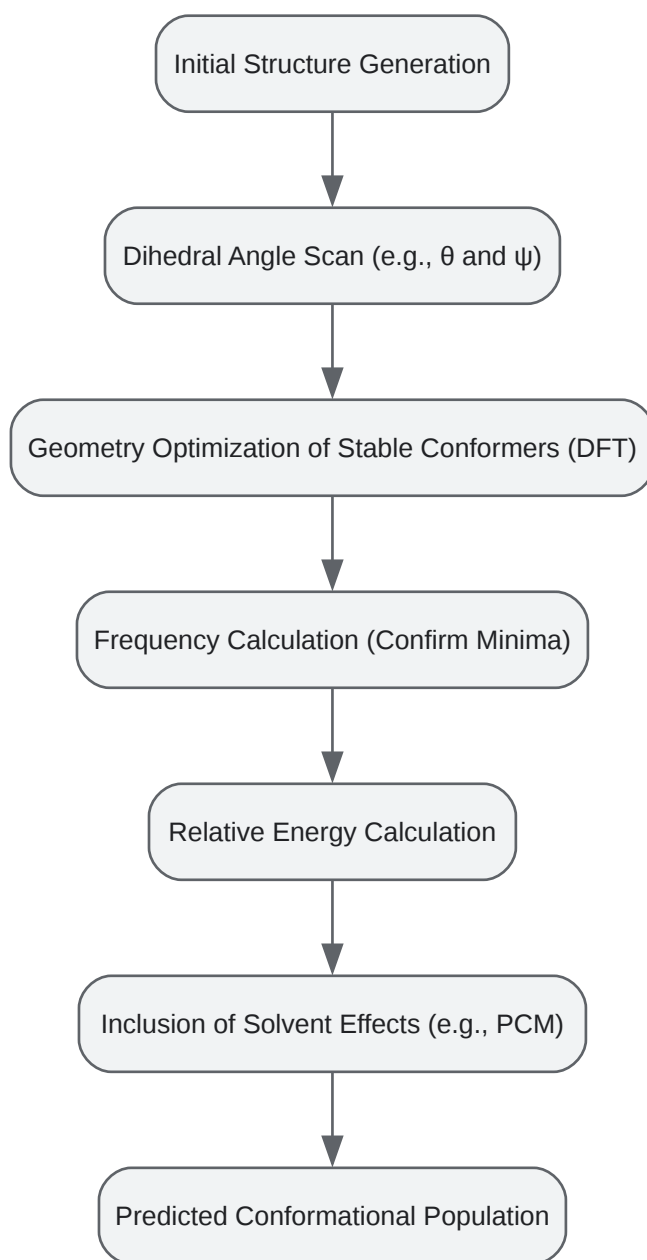 Initial Structure Generation
Dihedral Angle Scan (e.g., θ and ψ)
Geometry Optimization of Stable Conformers (DFT)
Frequency Calculation (Confirm Minima)
Relative Energy Calculation
Inclusion of Solvent Effects (e.g., PCM)
Predicted Conformational Population